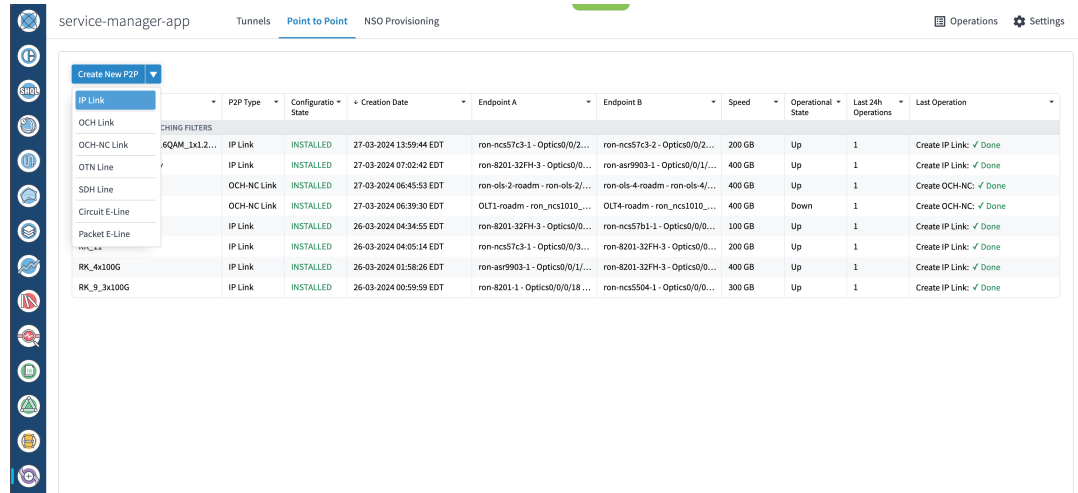 service-manager-app Tunnels Point to Point NSO Provisioning Operations Settings
SHQL
Create New P2P
IP Link
OCH Link
OCH-NC Link
OTN Line
SDH Line
Circuit E-Line
Packet E-Line
P2P Type Configuratio State Creation Date Endpoint A Endpoint B Speed Operational State Last 24h Operations Last Operation
CHING FILTERS
6QAM_1x1.2... IP Link INSTALLED 27-03-2024 13:59:44 EDT ron-ncs57c3-1 - Optics0/0/2... ron-ncs57c3-2 - Optics0/0/2... 200 GB Up 1 Create IP Link: ✓ Done
IP Link INSTALLED 27-03-2024 07:02:42 EDT ron-8201-32FH-3 - Optics0/0... ron-asr9903-1 - Optics0/0/1/... 400 GB Up 1 Create IP Link: ✓ Done
OCH-NC Link INSTALLED 27-03-2024 06:45:53 EDT ron-ols-2-roadm - ron-ols-2/... ron-ols-4-roadm - ron-ols-4/... 400 GB Up 1 Create OCH-NC: ✓ Done
OCH-NC Link INSTALLED 27-03-2024 06:39:30 EDT OLT1-roadm - ron_ncs1010_... OLT4-roadm - ron_ncs1010_... 400 GB Down 1 Create OCH-NC: ✓ Done
IP Link INSTALLED 26-03-2024 04:34:55 EDT ron-8201-32FH-3 - Optics0/0... ron-ncs57b1-1 - Optics0/0/0... 100 GB Up 1 Create IP Link: ✓ Done
RK_11 IP Link INSTALLED 26-03-2024 04:05:14 EDT ron-ncs57c3-1 - Optics0/0/3... ron-8201-32FH-3 - Optics0/0... 200 GB Up 1 Create IP Link: ✓ Done
RK_4x100G IP Link INSTALLED 26-03-2024 01:58:26 EDT ron-asr9903-1 - Optics0/0/1/... ron-8201-32FH-3 - Optics0/0... 400 GB Up 1 Create IP Link: ✓ Done
RK_9_3x100G IP Link INSTALLED 26-03-2024 00:59:59 EDT ron-8201-1 - Optics0/0/0/18 ... ron-ncs5504-1 - Optics0/0/0... 300 GB Up 1 Create IP Link: ✓ Done